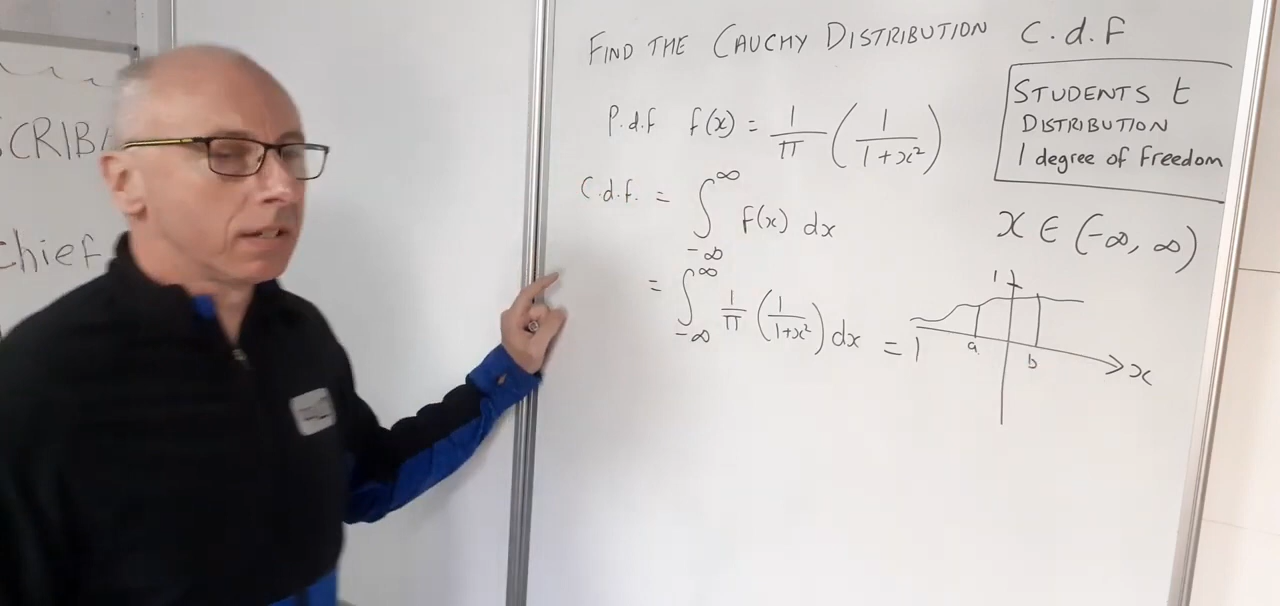 FIND THE CAUCHY DISTRIBUTION C.d.F
P.d.f f(x) = 1/π (1/(1+x²))
STUDENTS t
DISTRIBUTION
1 degree of Freedom
C.d.f. = ∫_{-∞}^{∞} f(x) dx
x ∈ (-∞, ∞)
= ∫_{-∞}^{∞} 1/π (1/(1+x²)) dx = 1
1
a b x
chief